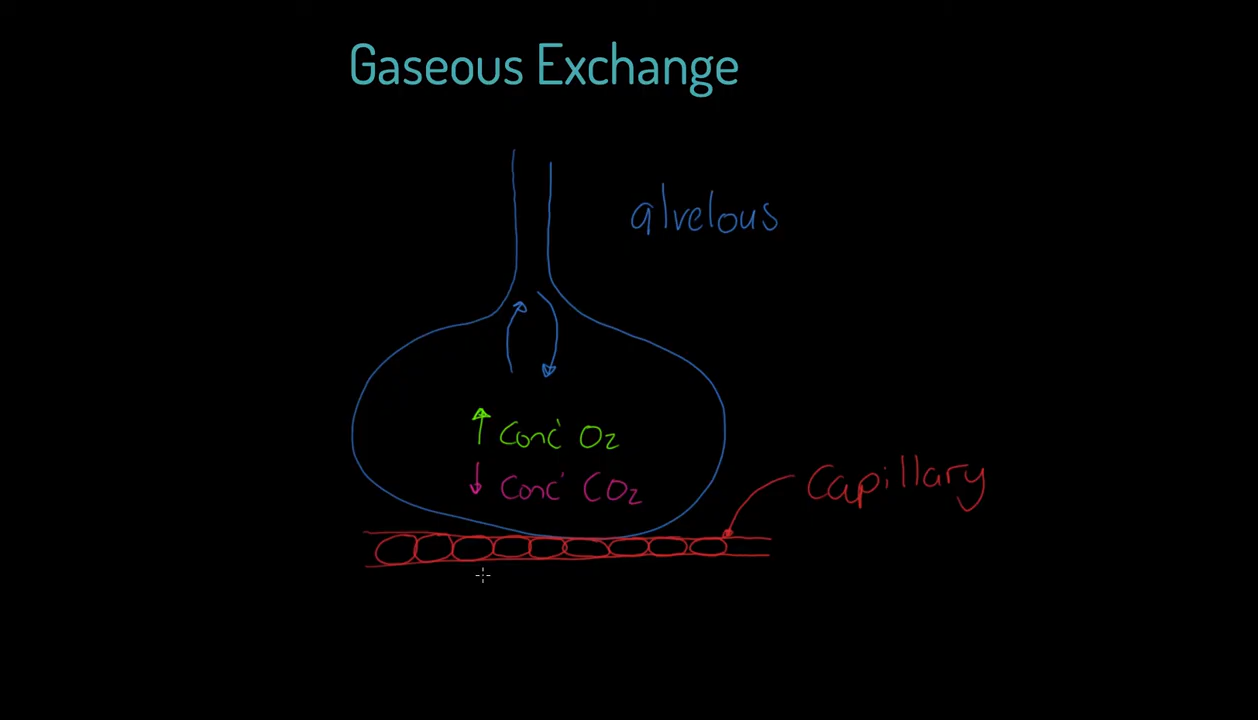 Gaseous Exchange
alvelous
↑ Conc' O₂
↓ Conc' CO₂
Capillary